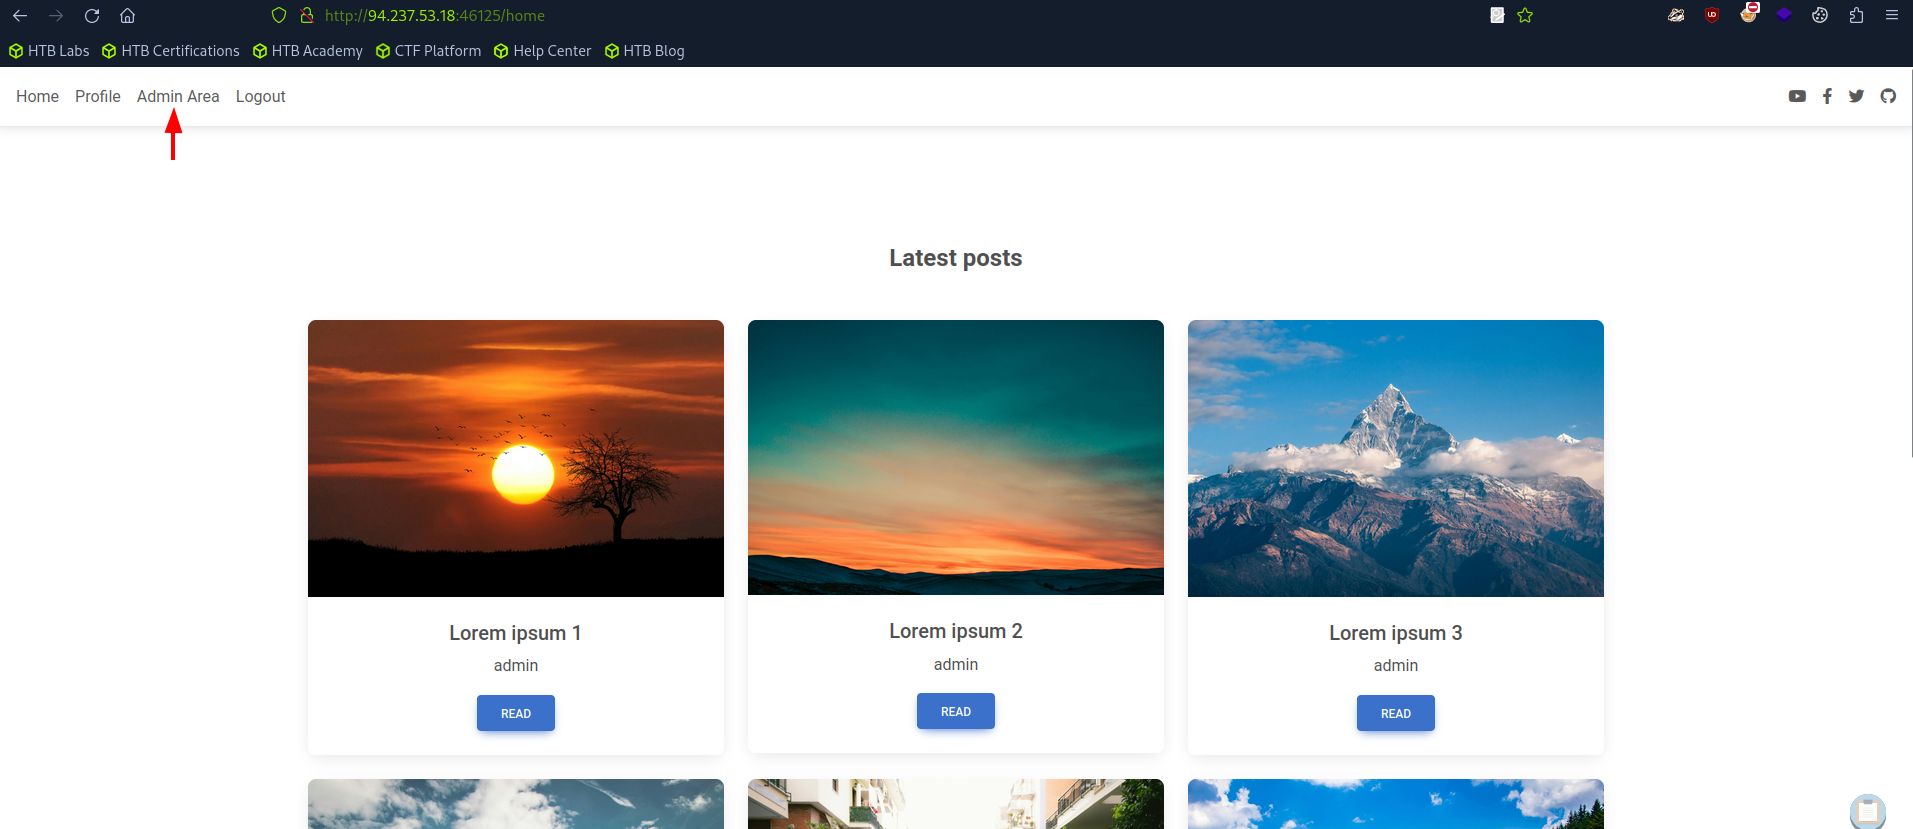 http://94.237.53.18:46125/home
HTB Labs HTB Certifications HTB Academy CTF Platform Help Center HTB Blog
Home Profile Admin Area Logout
Latest posts
Lorem ipsum 1 Lorem ipsum 2 Lorem ipsum 3
admin admin admin
READ READ READ